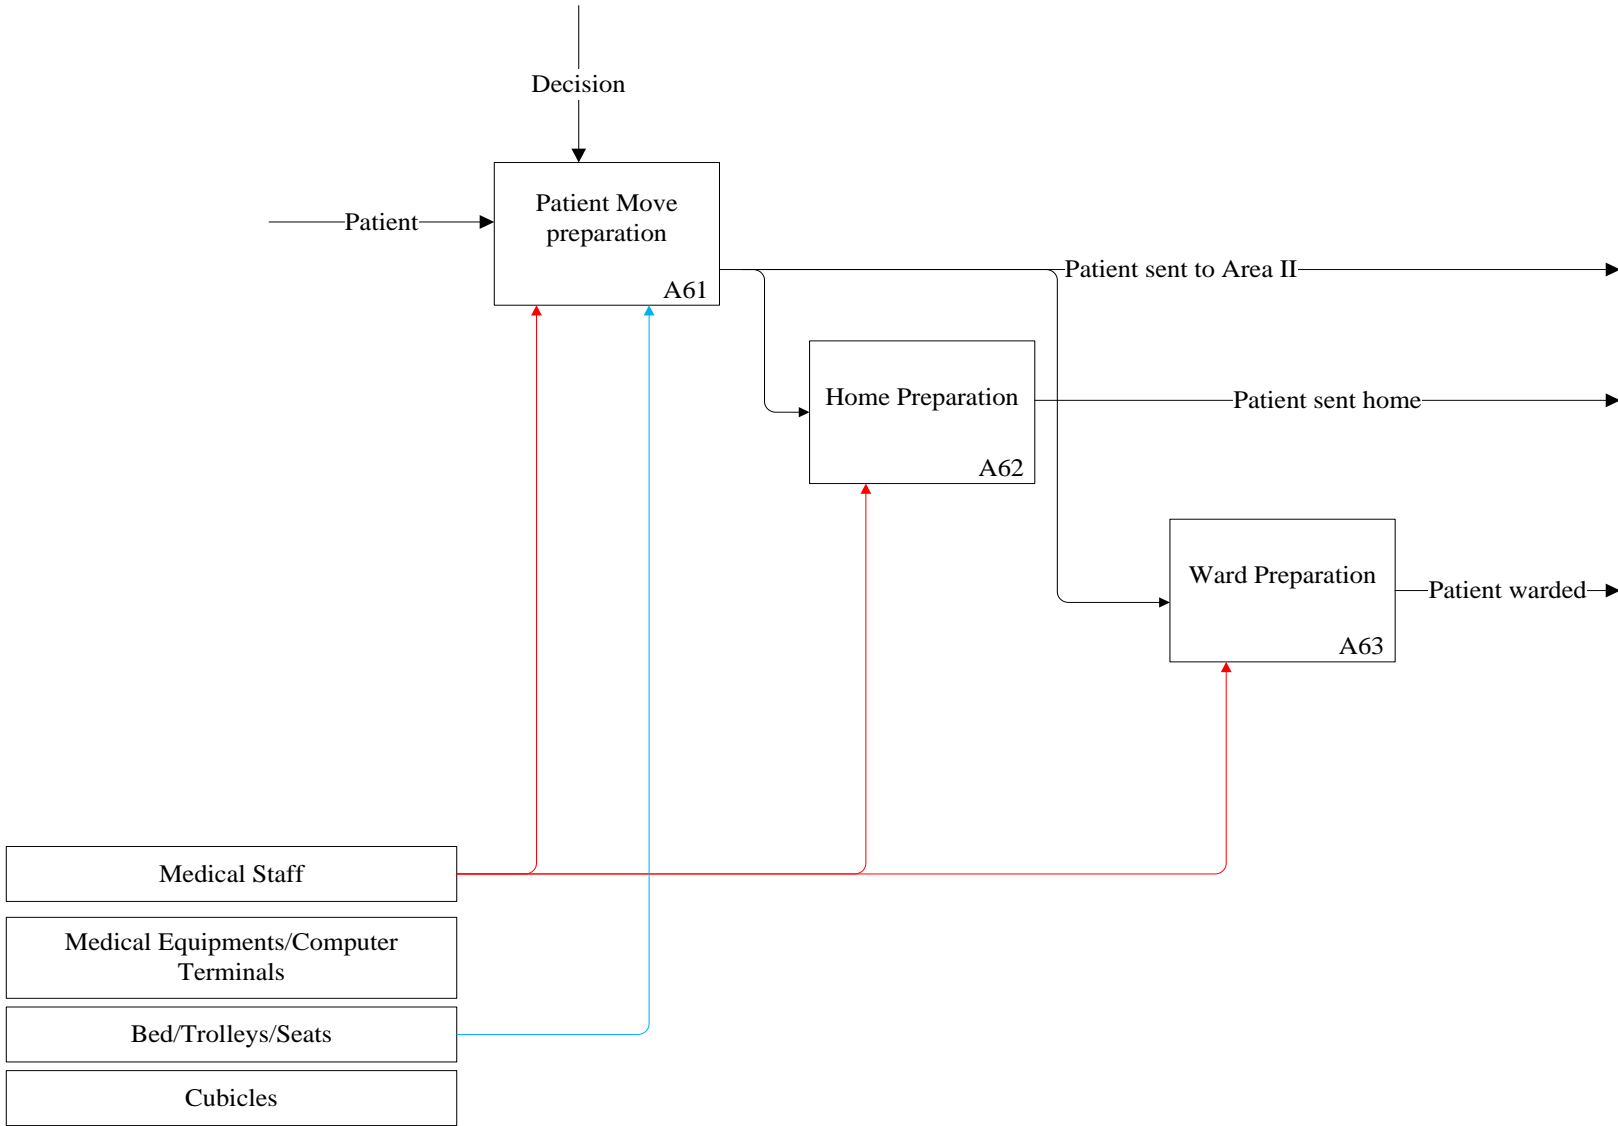 Decision
Patient
Patient Move
preparation
A61
Patient sent to Area II
Home Preparation
A62
Patient sent home
Ward Preparation
A63
Patient warded
Medical Staff
Medical Equipments/Computer
Terminals
Bed/Trolleys/Seats
Cubicles